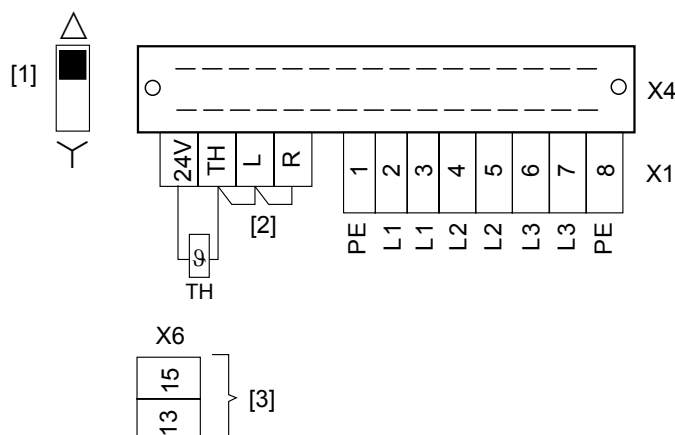 [1]
X4
24V TH L R 1 2 3 4 5 6 7 8 X1
[2]
PE L1 L1 L2 L2 L3 L3 PE
ϑ
TH
X6
15
[3]
13